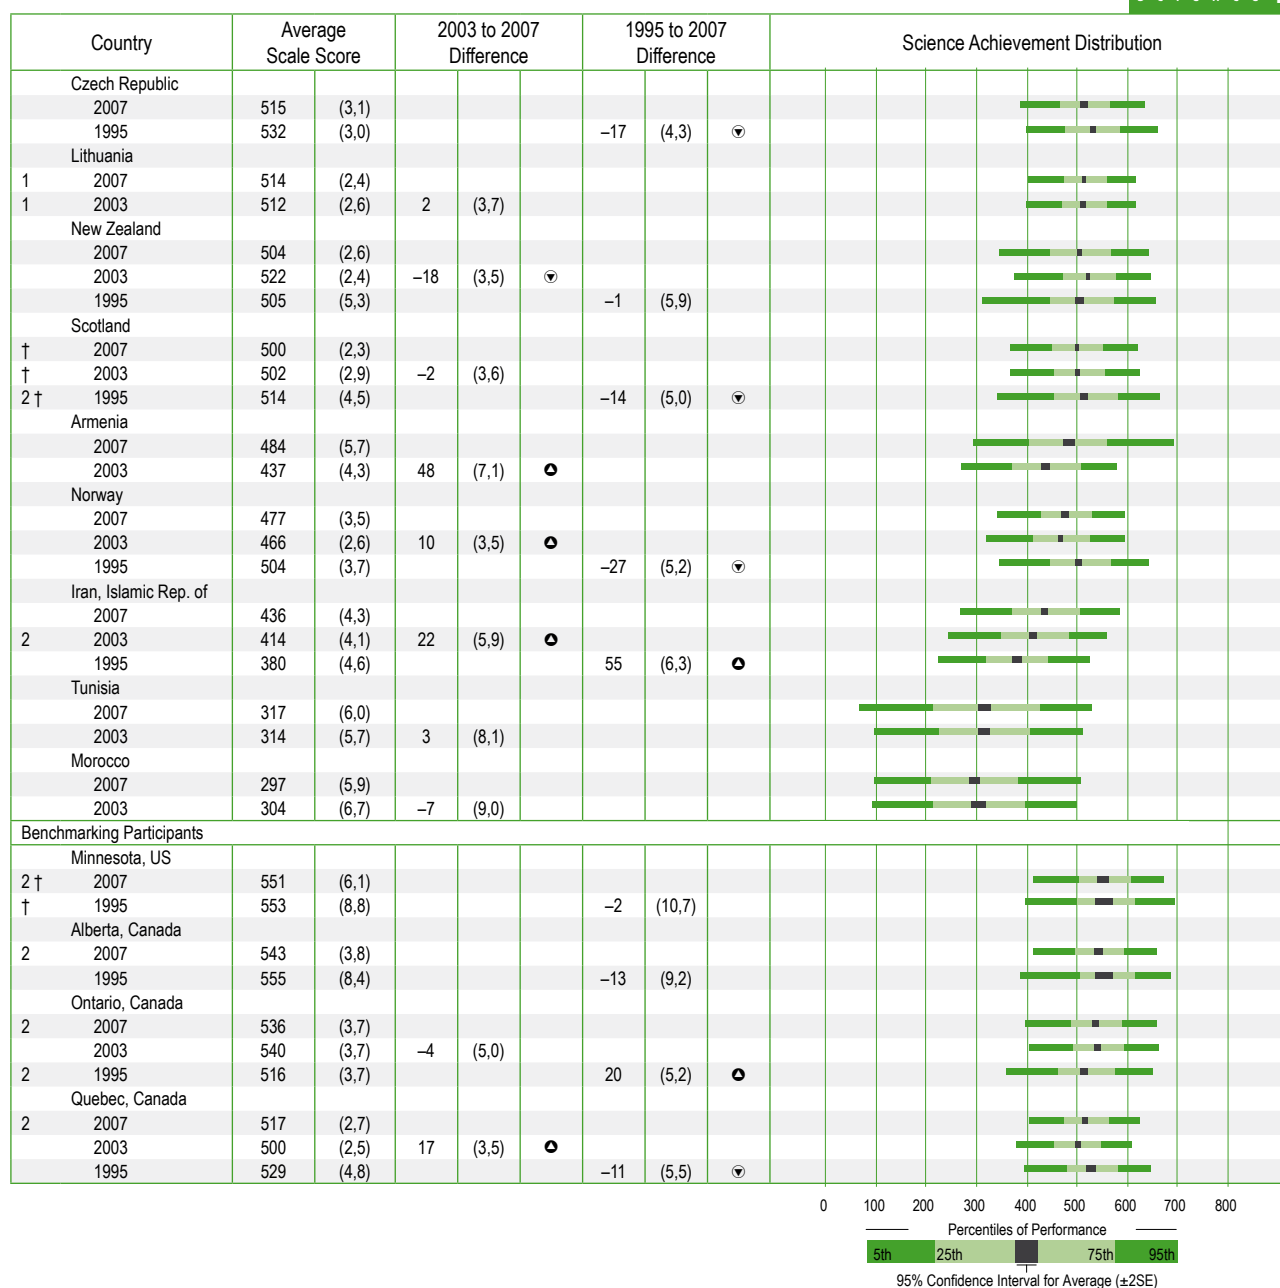 Country Average Scale Score 2003 to 2007 Difference 1995 to 2007 Difference Science Achievement Distribution
Czech Republic
2007 515 (3,1)
1995 532 (3,0) –17 (4,3) ▼
Lithuania
1 2007 514 (2,4)
1 2003 512 (2,6) 2 (3,7)
New Zealand
2007 504 (2,6)
2003 522 (2,4) –18 (3,5) ▼
1995 505 (5,3) –1 (5,9)
Scotland
† 2007 500 (2,3)
† 2003 502 (2,9) –2 (3,6)
2 † 1995 514 (4,5) –14 (5,0) ▼
Armenia
2007 484 (5,7)
2003 437 (4,3) 48 (7,1) ▲
Norway
2007 477 (3,5)
2003 466 (2,6) 10 (3,5) ▲
1995 504 (3,7) –27 (5,2) ▼
Iran, Islamic Rep. of
2007 436 (4,3)
2 2003 414 (4,1) 22 (5,9) ▲
1995 380 (4,6) 55 (6,3) ▲
Tunisia
2007 317 (6,0)
2003 314 (5,7) 3 (8,1)
Morocco
2007 297 (5,9)
2003 304 (6,7) –7 (9,0)
Benchmarking Participants
Minnesota, US
2 † 2007 551 (6,1)
† 1995 553 (8,8) –2 (10,7)
Alberta, Canada
2 2007 543 (3,8)
1995 555 (8,4) –13 (9,2)
Ontario, Canada
2 2007 536 (3,7)
2003 540 (3,7) –4 (5,0)
2 1995 516 (3,7) 20 (5,2) ▲
Quebec, Canada
2 2007 517 (2,7)
2003 500 (2,5) 17 (3,5) ▲
1995 529 (4,8) –11 (5,5) ▼
0 100 200 300 400 500 600 700 800
Percentiles of Performance
5th 25th 75th 95th
95% Confidence Interval for Average (±2SE)